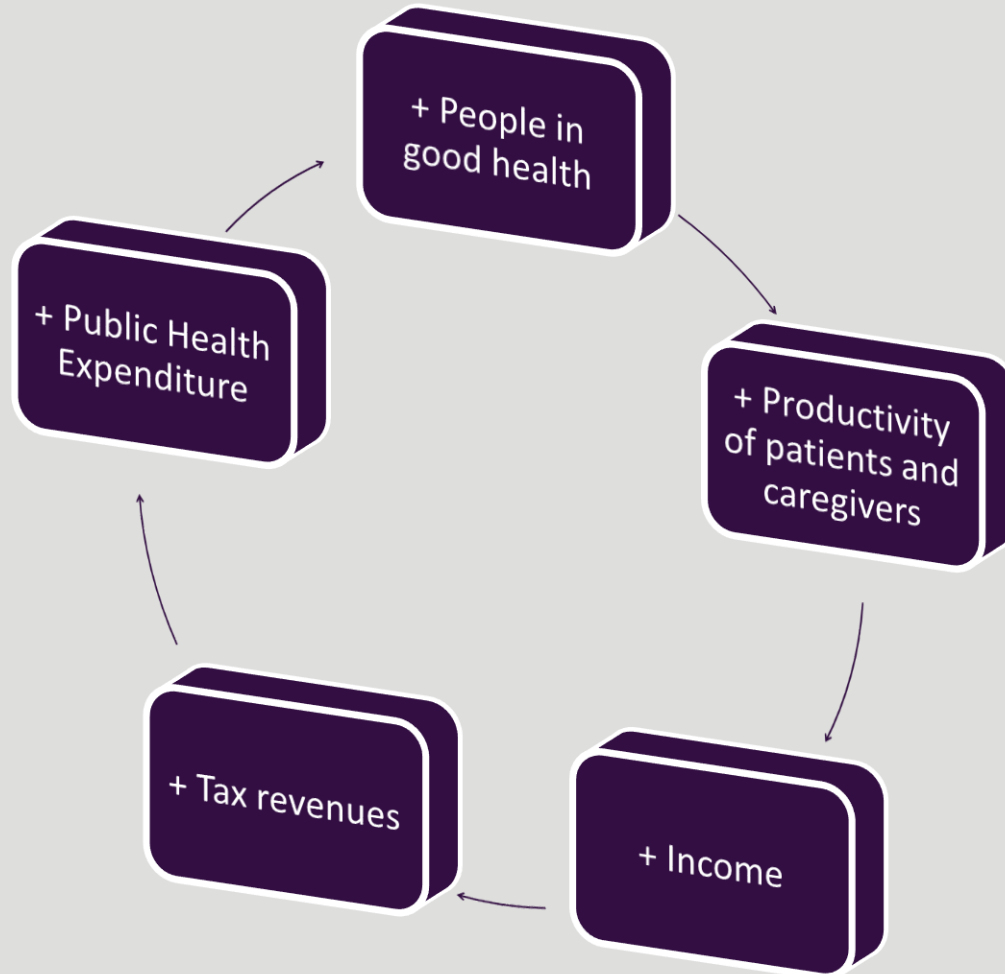 + People in
good health
+ Productivity
of patients and
caregivers
+ Income
+ Tax revenues
+ Public Health
Expenditure